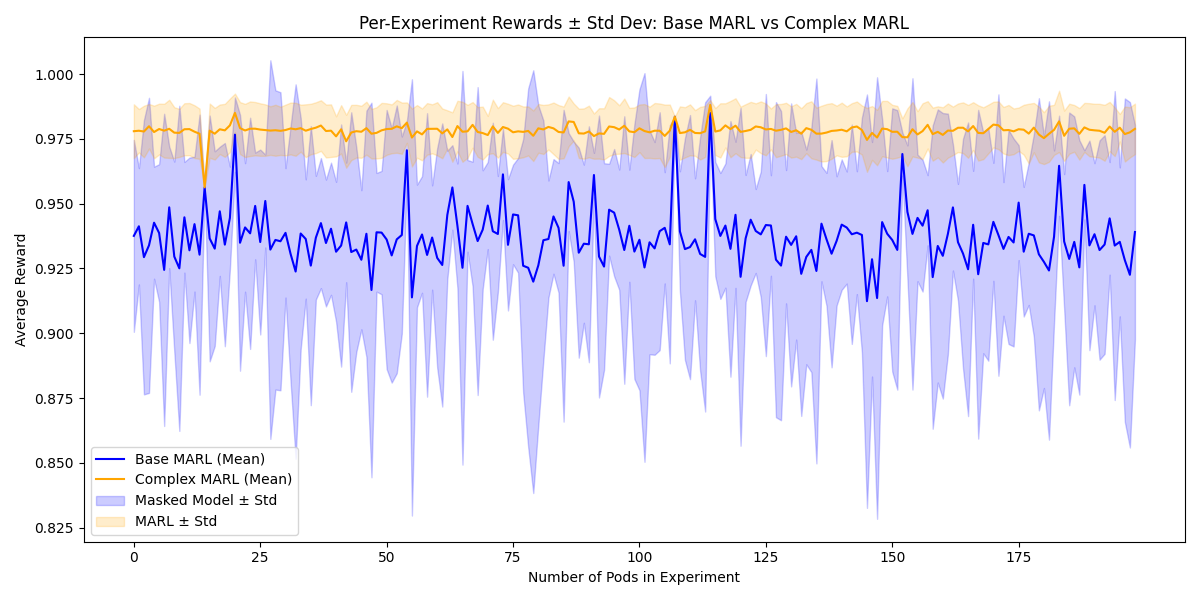 Per-Experiment Rewards ± Std Dev: Base MARL vs Complex MARL
Average Reward
1.000
0.975
0.950
0.925
0.900
0.875
0.850
0.825
Base MARL (Mean)
Complex MARL (Mean)
Masked Model ± Std
MARL ± Std
0 25 50 75 100 125 150 175
Number of Pods in Experiment